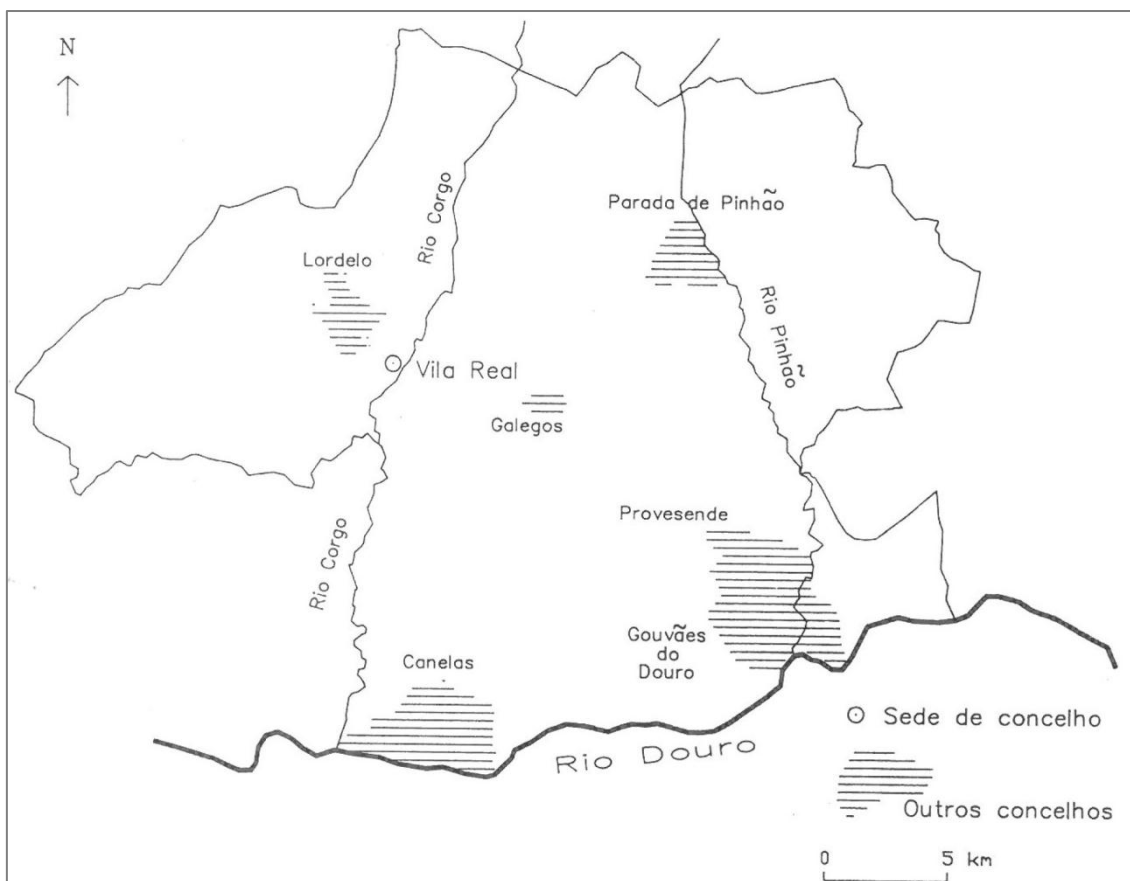 N
Rio Corgo
Parada de Pinhão
Lordelo
Rio Pinhão
Vila Real
Galegos
Provesende
Rio Corgo
Gouvães
do
Douro
Canelas
Sede de concelho
Rio Douro
Outros concelhos
0 5 km